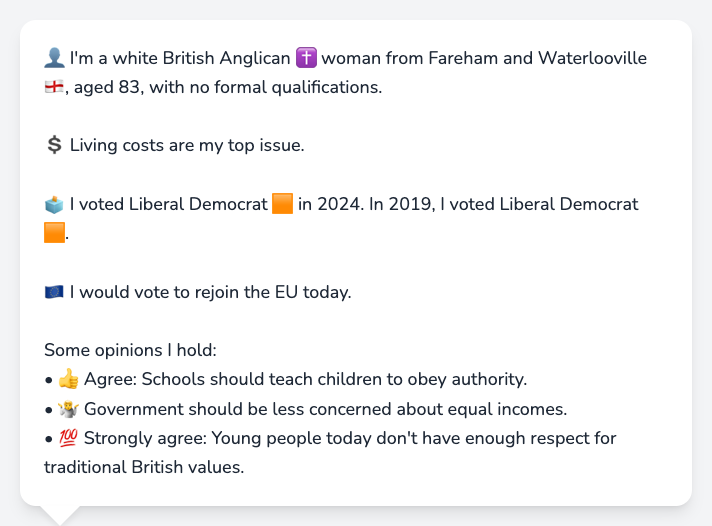 👤 I'm a white British Anglican ✝️ woman from Fareham and Waterlooville
🏴󠁧󠁢󠁥󠁮󠁧󠁿, aged 83, with no formal qualifications.
💲 Living costs are my top issue.
🗳️ I voted Liberal Democrat 🟧 in 2024. In 2019, I voted Liberal Democrat
🟧.
🇪🇺 I would vote to rejoin the EU today.
Some opinions I hold:
• 👍 Agree: Schools should teach children to obey authority.
• 🤷 Government should be less concerned about equal incomes.
• 💯 Strongly agree: Young people today don't have enough respect for
traditional British values.